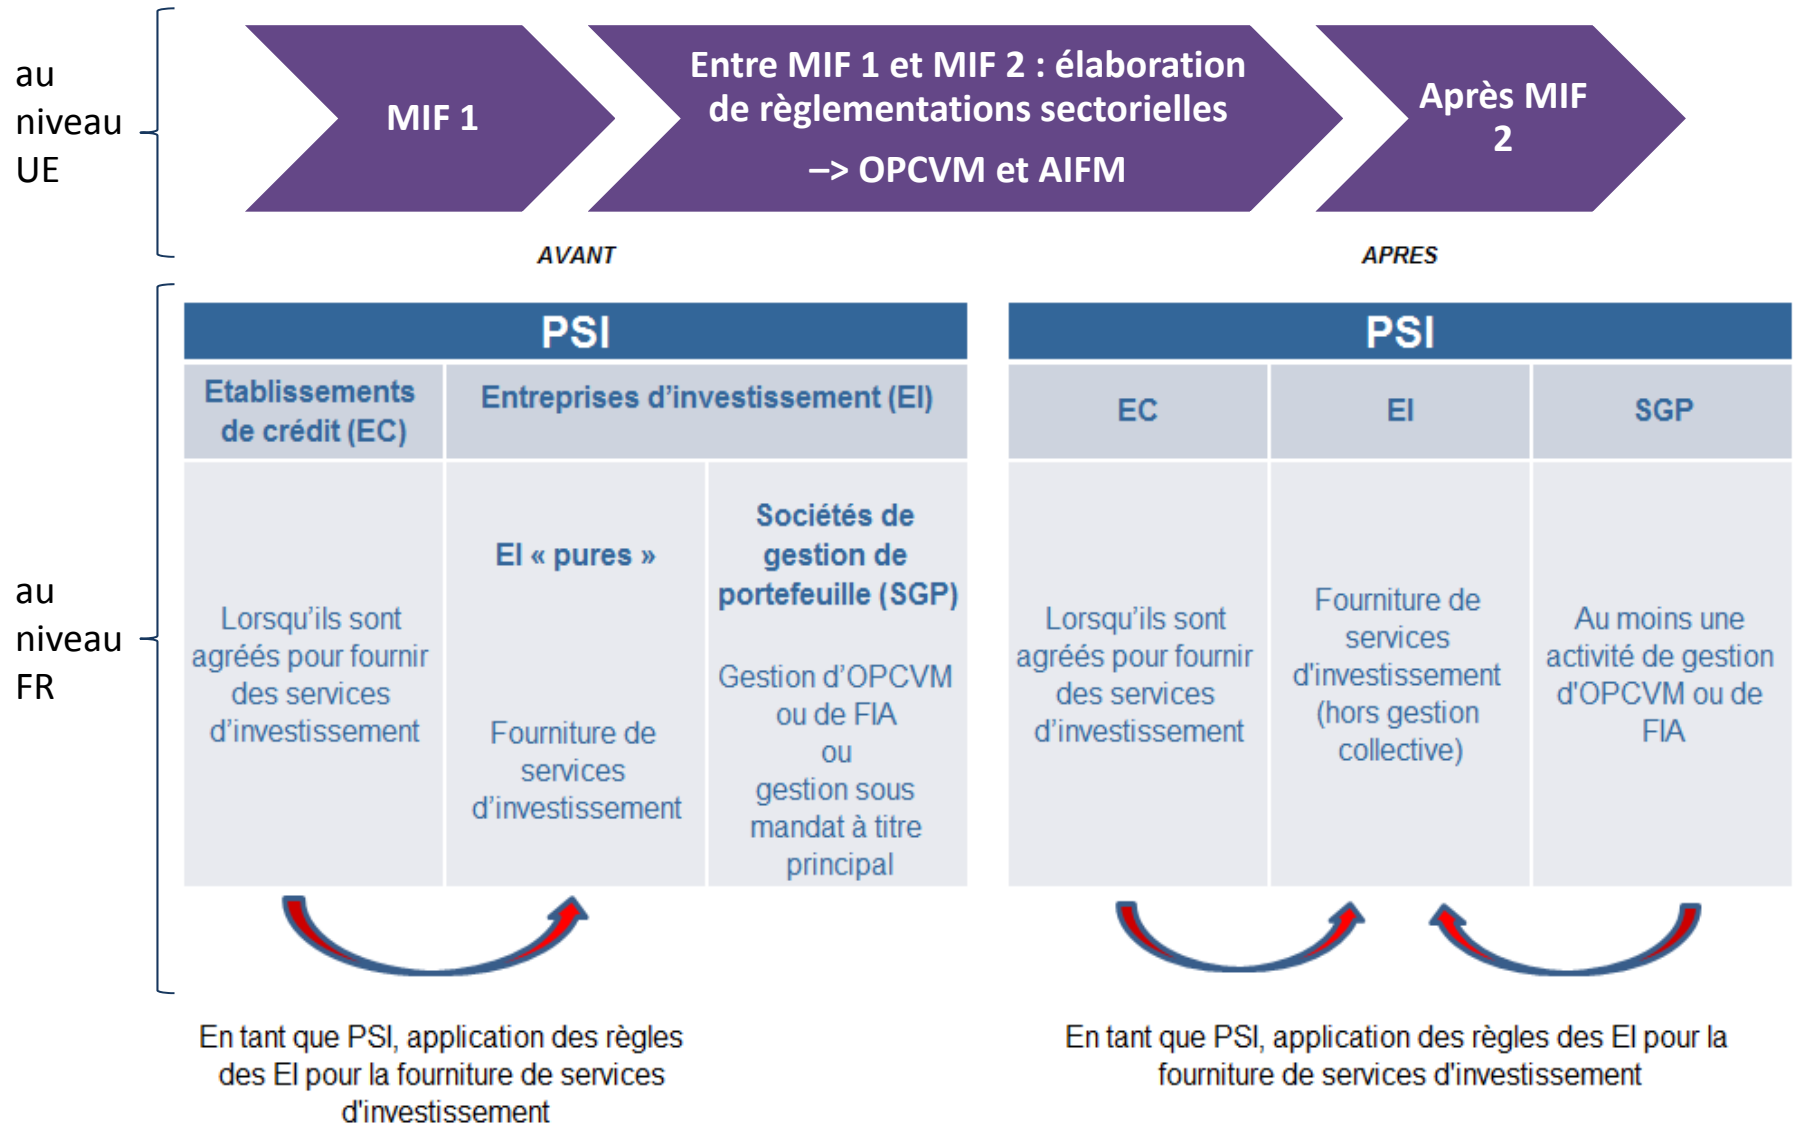 au
niveau
UE
MIF 1
Entre MIF 1 et MIF 2 : élaboration
de règlementations sectorielles
–> OPCVM et AIFM
Après MIF
2
AVANT
APRES
au
niveau
FR
PSI
Etablissements
de crédit (EC)
Entreprises d’investissement (EI)
Lorsqu’ils sont
agréés pour fournir
des services
d’investissement
EI « pures »
Fourniture de
services
d’investissement
Sociétés de
gestion de
portefeuille (SGP)
Gestion d’OPCVM
ou de FIA
ou
gestion sous
mandat à titre
principal
En tant que PSI, application des règles
des EI pour la fourniture de services
d'investissement
PSI
EC
EI
SGP
Lorsqu’ils sont
agréés pour fournir
des services
d’investissement
Fourniture de
services
d'investissement
(hors gestion
collective)
Au moins une
activité de gestion
d'OPCVM ou de
FIA
En tant que PSI, application des règles des EI pour la
fourniture de services d'investissement